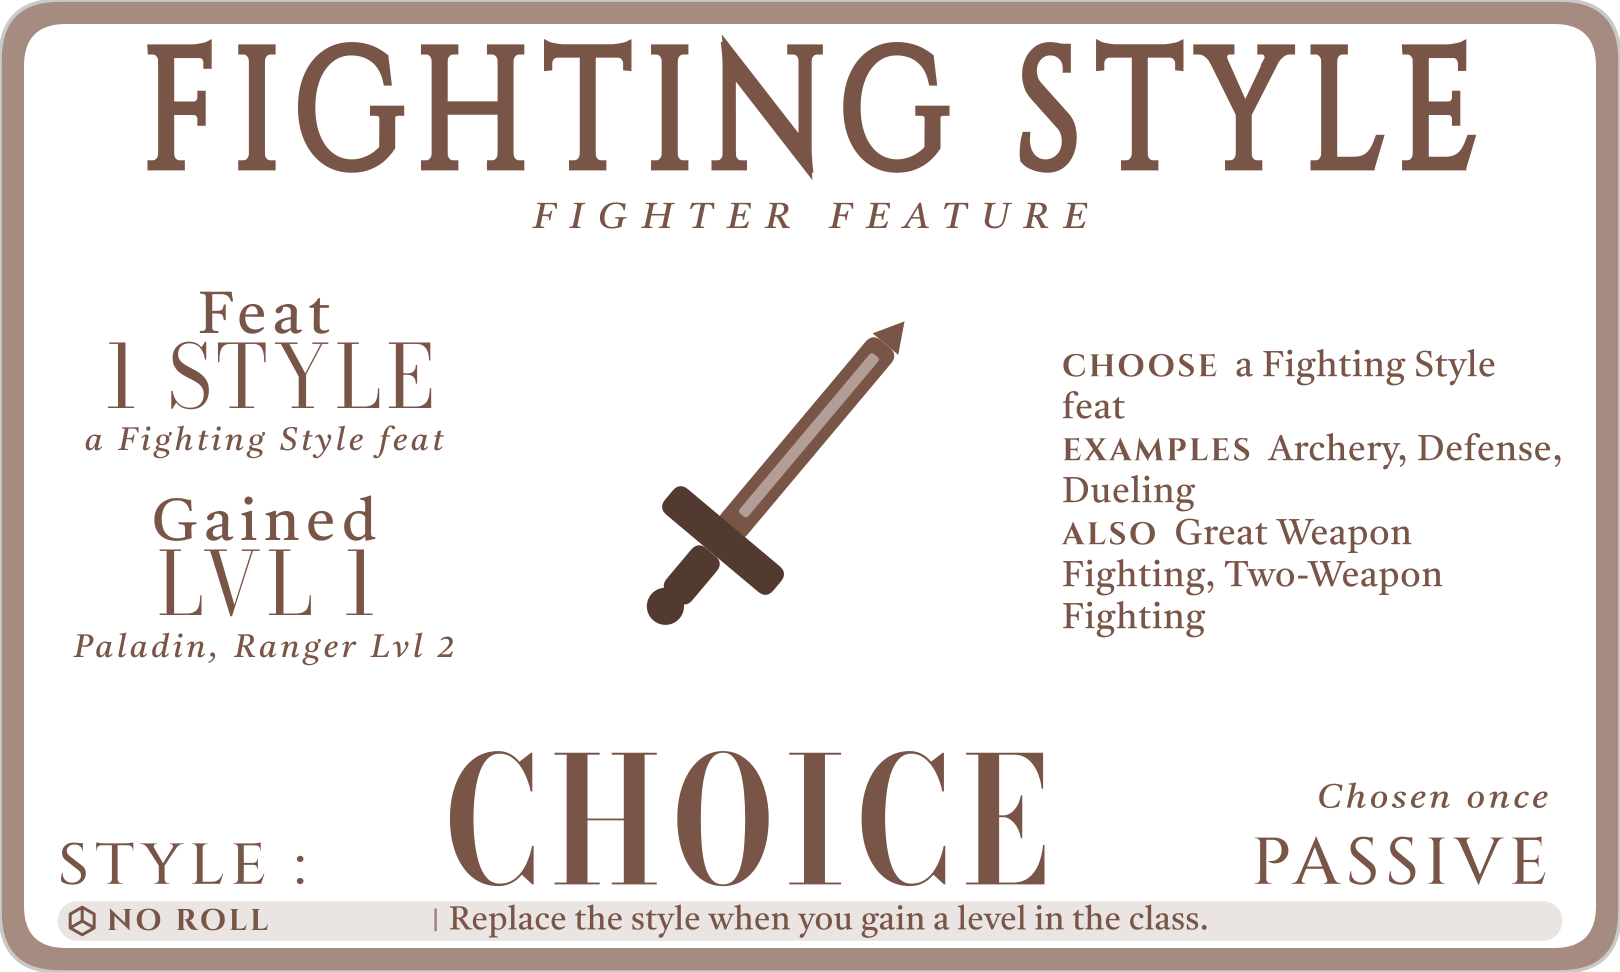 FIGHTING STYLE
FIGHTER FEATURE
Feat
1 STYLE
a Fighting Style feat
Gained
LVL 1
Paladin, Ranger Lvl 2
CHOOSE a Fighting Style
feat
EXAMPLES Archery, Defense,
Dueling
ALSO Great Weapon
Fighting, Two-Weapon
Fighting
STYLE :
CHOICE
Chosen once
PASSIVE
NO ROLL | Replace the style when you gain a level in the class.